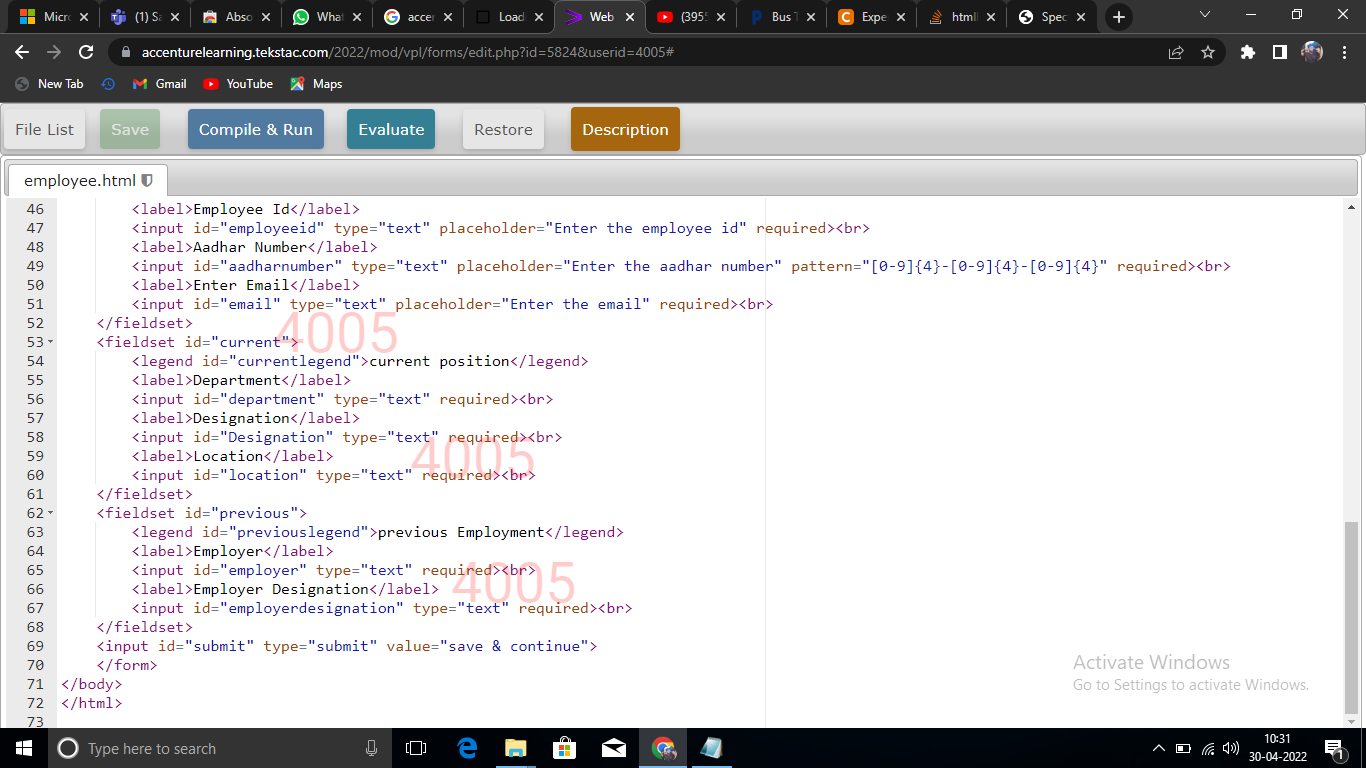 Micro
(1) Sa
Abso
What
accer
Loadi
Web
(3955
Bus T
Expe
htmll
Spec
accenturelearning.tekstac.com/2022/mod/vpl/forms/edit.php?id=5824&userid=4005#
New Tab
Gmail
YouTube
Maps
File List
Save
Compile & Run
Evaluate
Restore
Description
employee.html
46 <label>Employee Id</label>
47 <input id="employeeid" type="text" placeholder="Enter the employee id" required><br>
48 <label>Aadhar Number</label>
49 <input id="aadharnumber" type="text" placeholder="Enter the aadhar number" pattern="[0-9]{4}-[0-9]{4}-[0-9]{4}" required><br>
50 <label>Enter Email</label>
51 <input id="email" type="text" placeholder="Enter the email" required><br>
52 </fieldset>
4005
53 <fieldset id="current">
54 <legend id="currentlegend">current position</legend>
55 <label>Department</label>
56 <input id="department" type="text" required><br>
57 <label>Designation</label>
58 <input id="Designation" type="text" required><br>
4005
59 <label>Location</label>
60 <input id="location" type="text" required><br>
61 </fieldset>
62 <fieldset id="previous">
63 <legend id="previouslegend">previous Employment</legend>
64 <label>Employer</label>
65 <input id="employer" type="text" required><br>
4005
66 <label>Employer Designation</label>
67 <input id="employerdesignation" type="text" required><br>
68 </fieldset>
69 <input id="submit" type="submit" value="save & continue">
70 </form>
71 </body>
72 </html>
73
Activate Windows
Go to Settings to activate Windows.
Type here to search
10:31
30-04-2022
1